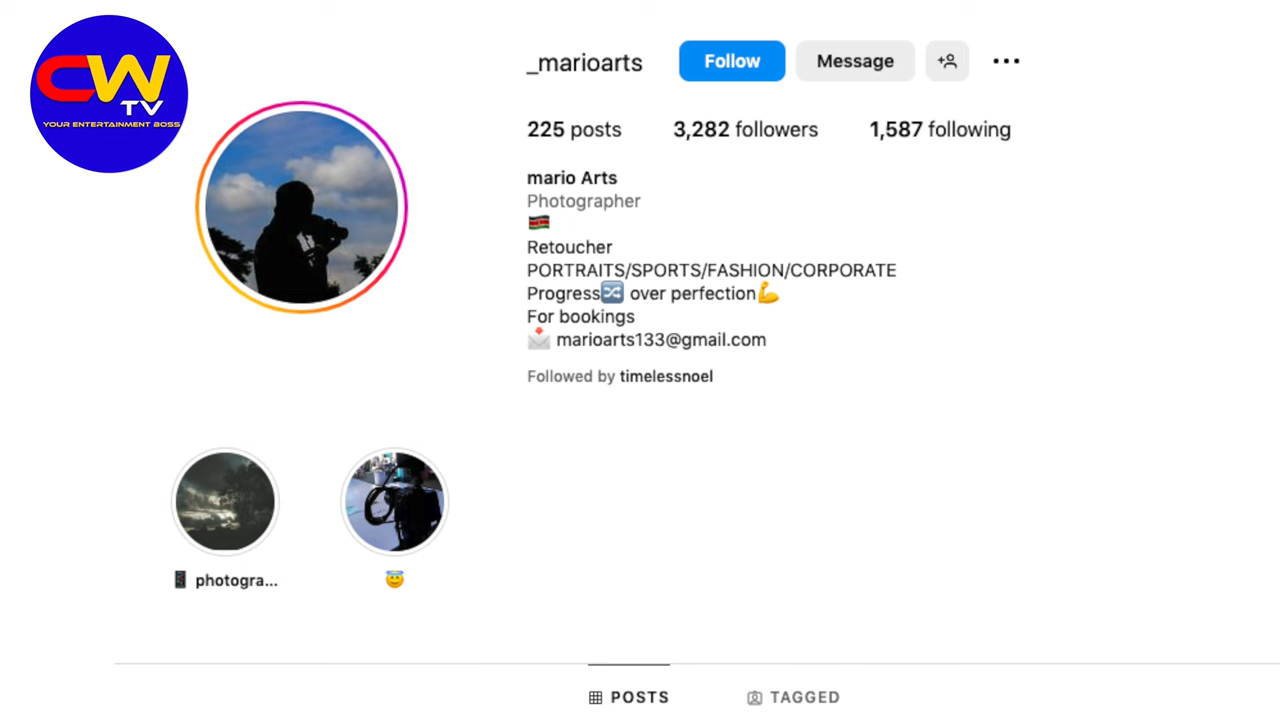 CW
TV
YOUR ENTERTAINMENT BOSS
_marioarts Follow Message
225 posts 3,282 followers 1,587 following
mario Arts
Photographer
🇰🇪
Retoucher
PORTRAITS/SPORTS/FASHION/CORPORATE
Progress🔀 over perfection💪
For bookings
📩 marioarts133@gmail.com
Followed by timelessnoel
📱 photogra... 😇
POSTS TAGGED